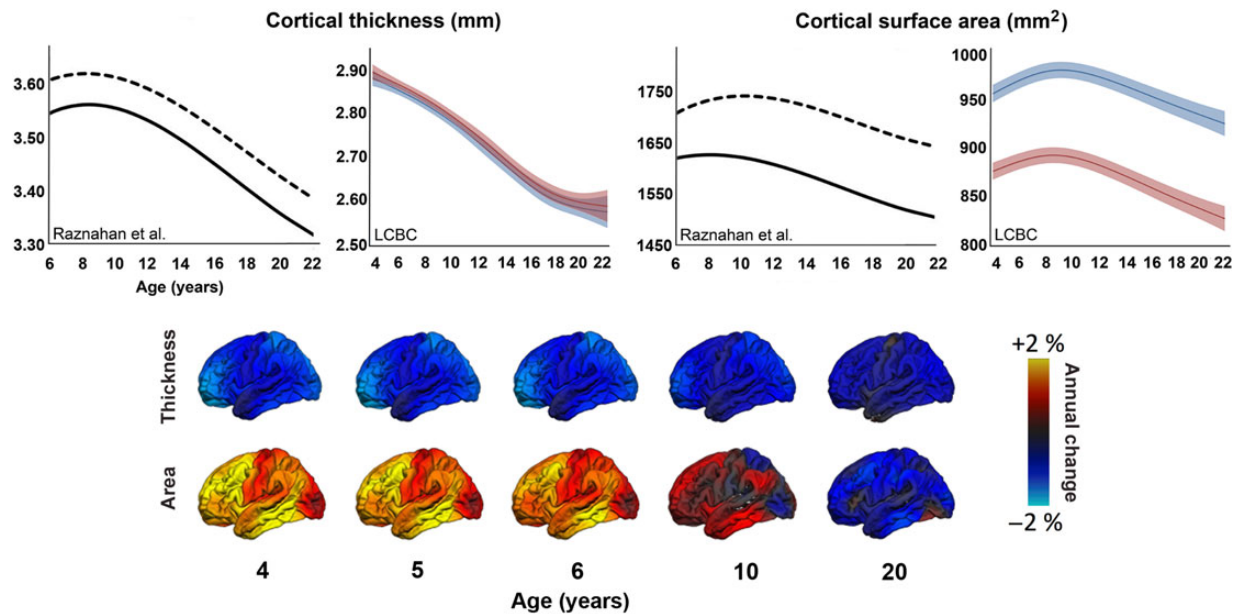 Cortical thickness (mm)
Cortical surface area (mm²)
3.60
3.50
3.40
3.30
Raznahan et al.
6 8 10 12 14 16 18 20 22
Age (years)
2.90
2.80
2.70
2.60
2.50
LCBC
4 6 8 10 12 14 16 18 20 22
1750
1650
1550
1450
Raznahan et al.
6 8 10 12 14 16 18 20 22
1000
950
900
850
800
LCBC
4 6 8 10 12 14 16 18 20 22
Thickness
Area
4 5 6 10 20
Age (years)
+2 %
Annual change
−2 %